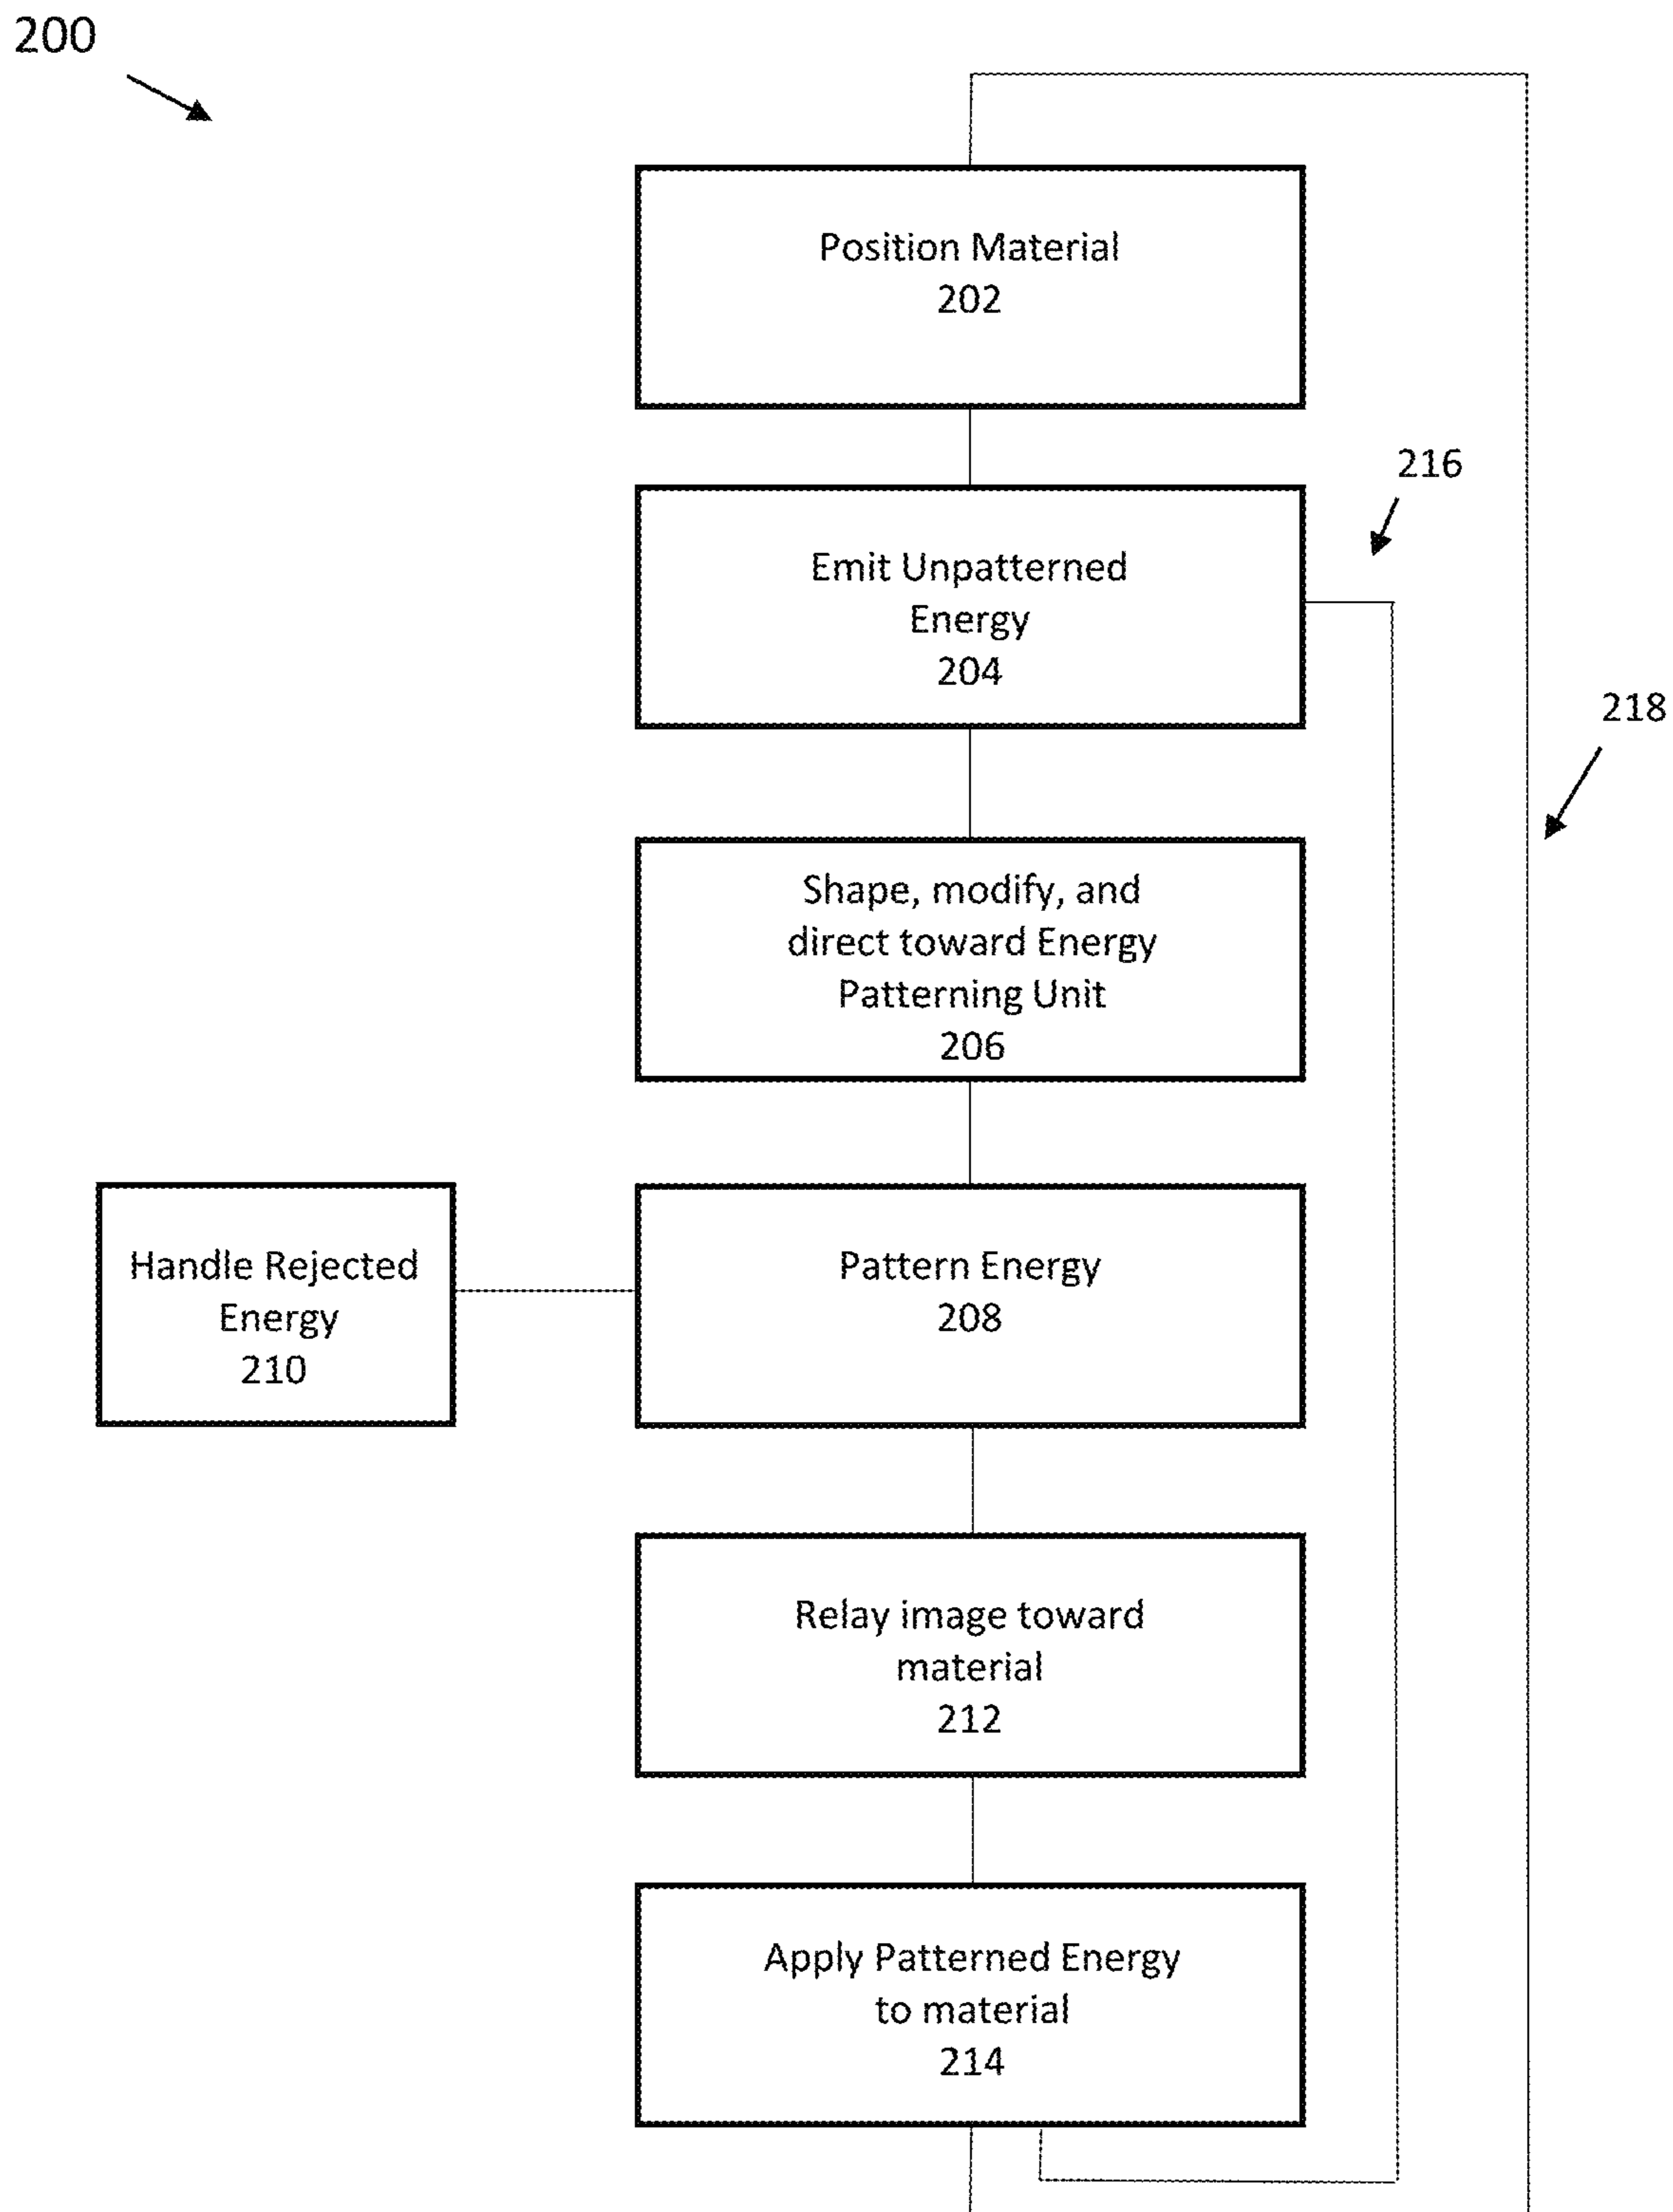 200
Position Material
202
216
Emit Unpatterned
Energy
204
218
Shape, modify, and
direct toward Energy
Patterning Unit
206
Handle Rejected
Energy
210
Pattern Energy
208
Relay image toward
material
212
Apply Patterned Energy
to material
214